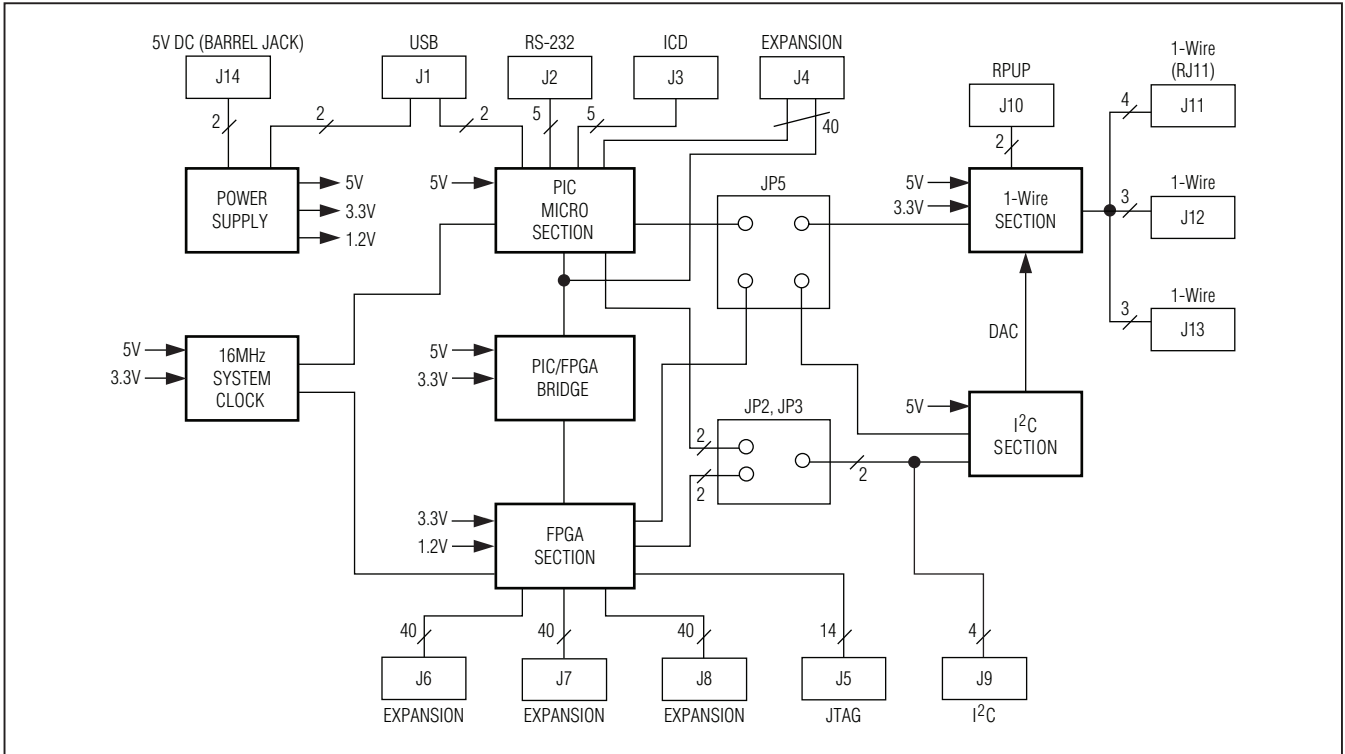 5V DC (BARREL JACK)
J14
USB
J1
RS-232
J2
ICD
J3
EXPANSION
J4
RPUP
J10
1-Wire
(RJ11)
J11
2
2
2
5
5
40
2
4
POWER
SUPPLY
5V
3.3V
1.2V
5V
PIC
MICRO
SECTION
JP5
5V
3.3V
1-Wire
SECTION
1-Wire
3
J12
1-Wire
3
J13
DAC
5V
3.3V
16MHz
SYSTEM
CLOCK
5V
3.3V
PIC/FPGA
BRIDGE
JP2, JP3
2
2
2
5V
I²C
SECTION
3.3V
1.2V
FPGA
SECTION
40
40
40
14
4
J6
J7
J8
J5
J9
EXPANSION
EXPANSION
EXPANSION
JTAG
I²C